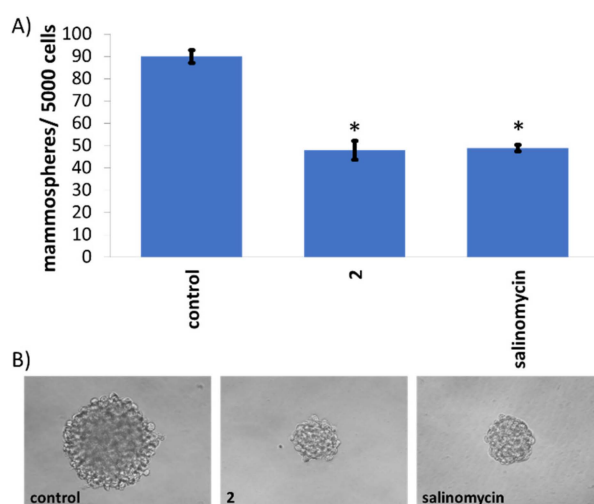 A)
mammospheres/ 5000 cells
100
90
80
70
60
50
40
30
20
10
0
*
*
control
2
salinomycin
B)
control
2
salinomycin